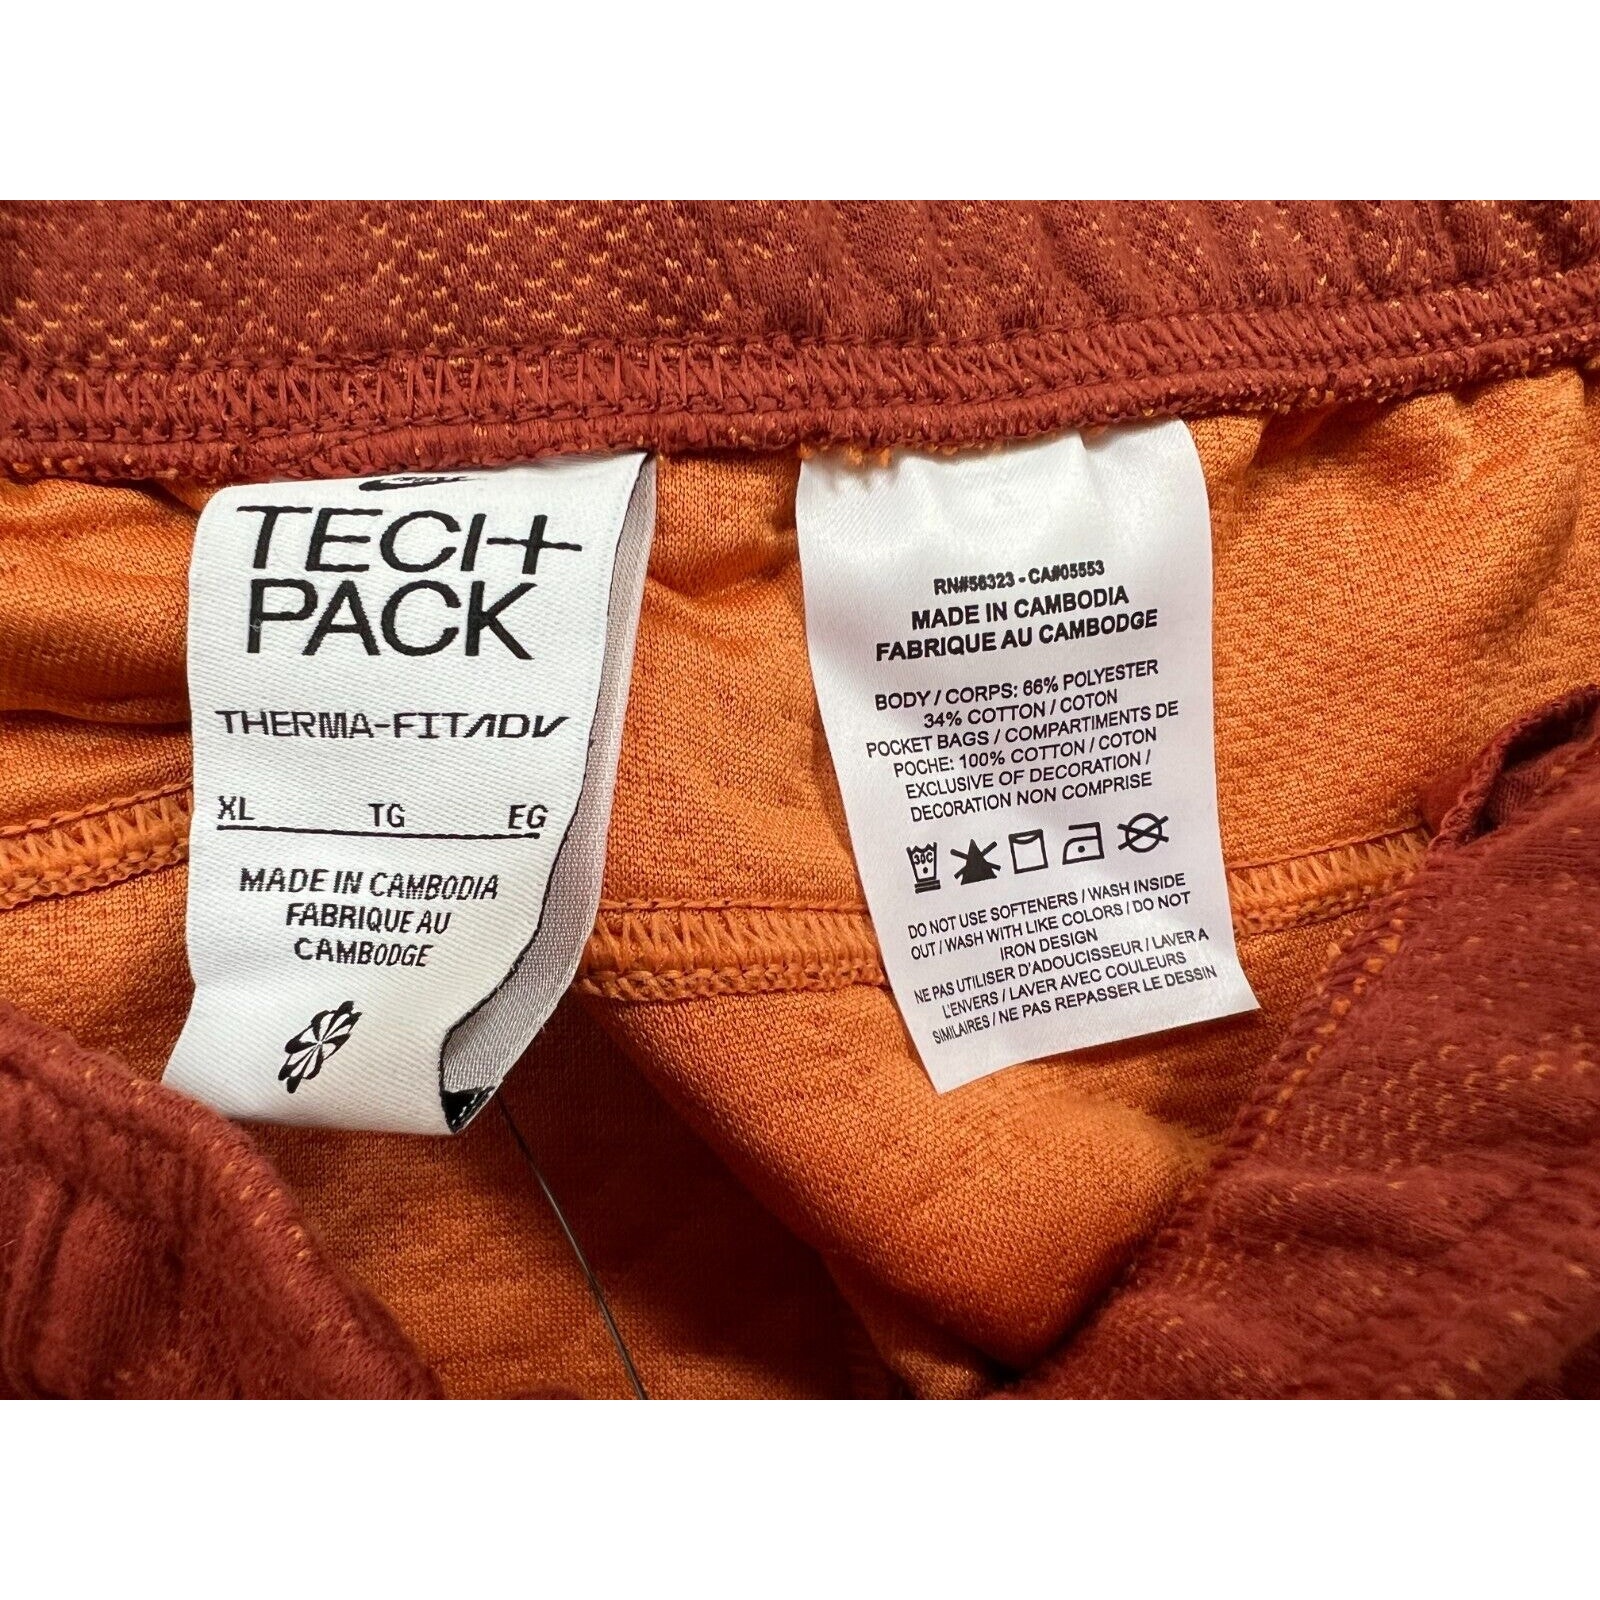 TECH
PACK
THERMA-FIT ADV
XL TG EG
MADE IN CAMBODIA
FABRIQUE AU
CAMBODGE
RN#56323 - CA#05553
MADE IN CAMBODIA
FABRIQUE AU CAMBODGE
BODY / CORPS: 66% POLYESTER
34% COTTON / COTON
POCKET BAGS / COMPARTIMENTS DE
POCHE: 100% COTTON / COTON
EXCLUSIVE OF DECORATION /
DECORATION NON COMPRISE
30C
DO NOT USE SOFTENERS / WASH INSIDE
OUT / WASH WITH LIKE COLORS / DO NOT
IRON DESIGN
NE PAS UTILISER D'ADOUCISSEUR / LAVER A
L'ENVERS / LAVER AVEC COULEURS
SIMILAIRES / NE PAS REPASSER LE DESSIN